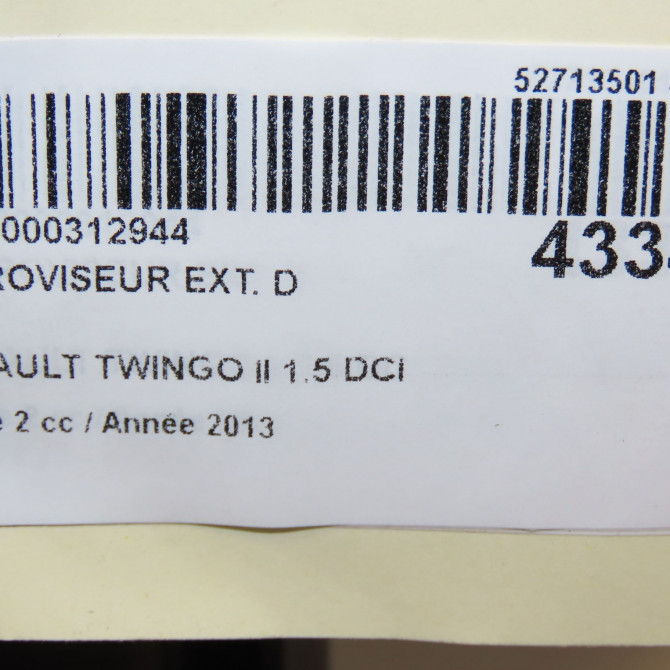 52713501
000312944
433
ROVISEUR EXT. D
AULT TWINGO II 1.5 DCI
e 2 cc / Année 2013